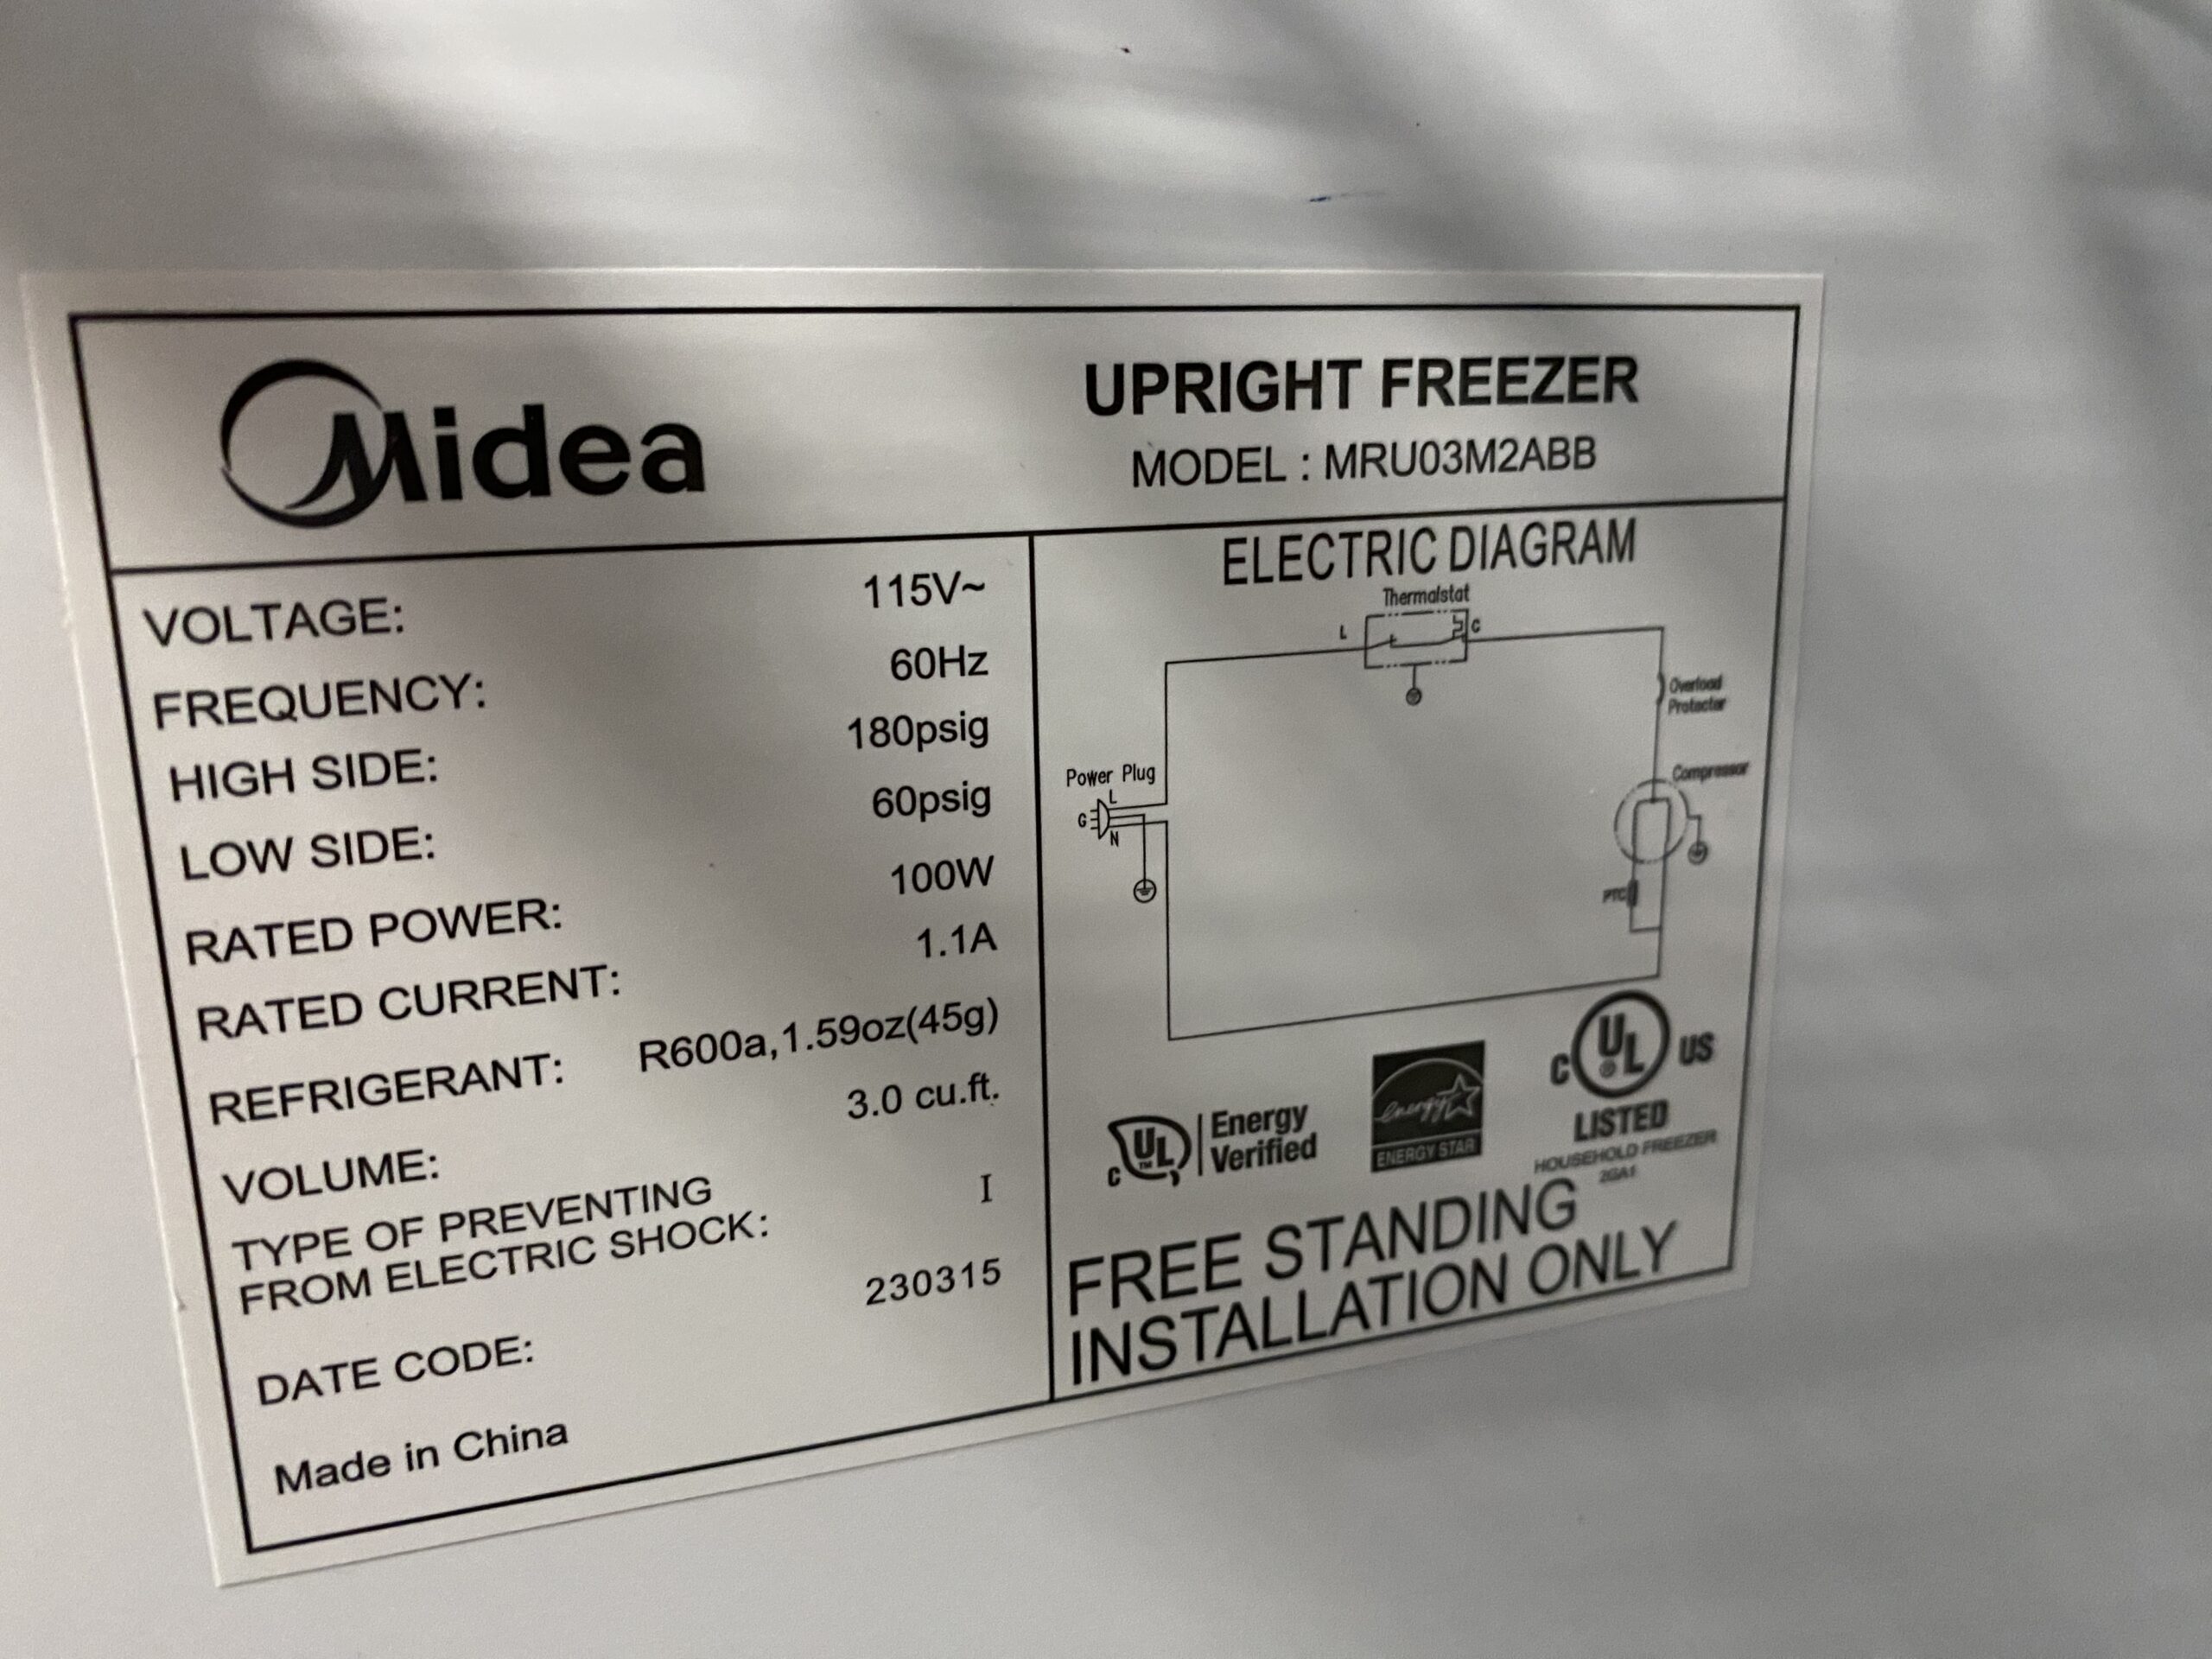 Midea
UPRIGHT FREEZER
MODEL : MRU03M2ABB
VOLTAGE: 115V~
FREQUENCY: 60Hz
HIGH SIDE: 180psig
LOW SIDE: 60psig
RATED POWER: 100W
RATED CURRENT: 1.1A
REFRIGERANT: R600a,1.59oz(45g)
VOLUME: 3.0 cu.ft.
TYPE OF PREVENTING
FROM ELECTRIC SHOCK: I
DATE CODE: 230315
Made in China
ELECTRIC DIAGRAM
Thermalstat
L C
Overload
Protector
Power Plug
L
G
N
Compressor
PTC
C UL TM
Energy
Verified
energy
ENERGY STAR
C UL ® US
LISTED
HOUSEHOLD FREEZER
2GA1
FREE STANDING
INSTALLATION ONLY